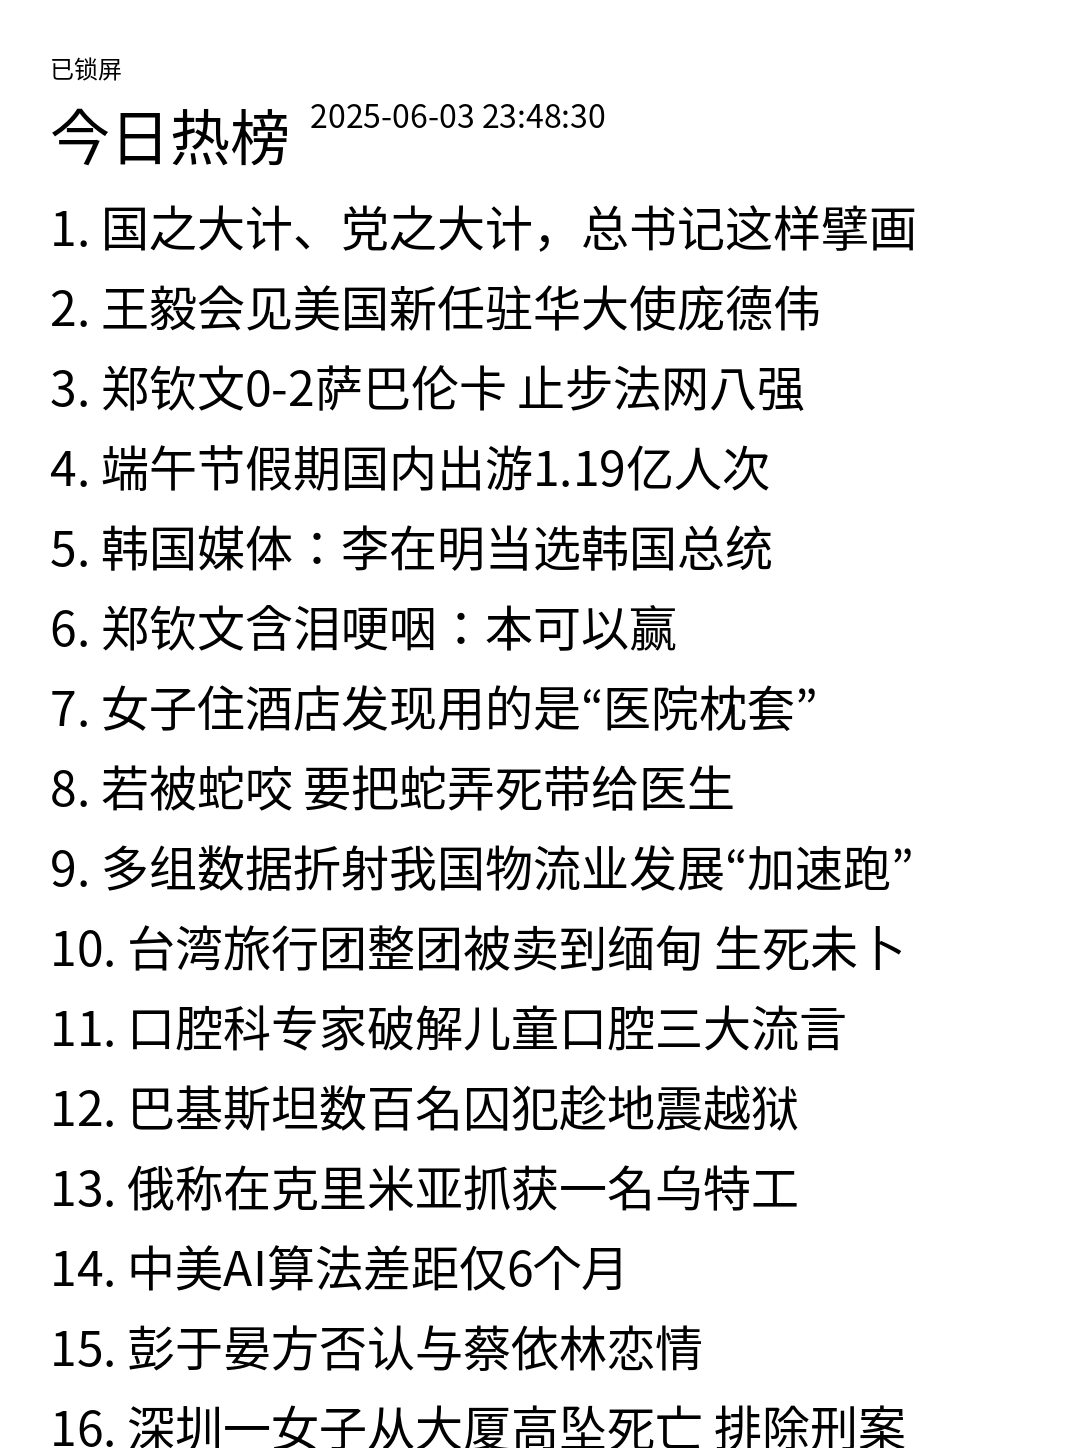 已锁屏
今日热榜 2025-06-03 23:48:30
1. 国之大计、党之大计，总书记这样擘画
2. 王毅会见美国新任驻华大使庞德伟
3. 郑钦文0-2萨巴伦卡 止步法网八强
4. 端午节假期国内出游1.19亿人次
5. 韩国媒体：李在明当选韩国总统
6. 郑钦文含泪哽咽：本可以赢
7. 女子住酒店发现用的是“医院枕套”
8. 若被蛇咬 要把蛇弄死带给医生
9. 多组数据折射我国物流业发展“加速跑”
10. 台湾旅行团整团被卖到缅甸 生死未卜
11. 口腔科专家破解儿童口腔三大流言
12. 巴基斯坦数百名囚犯趁地震越狱
13. 俄称在克里米亚抓获一名乌特工
14. 中美AI算法差距仅6个月
15. 彭于晏方否认与蔡依林恋情
16. 深圳一女子从大厦高坠死亡 排除刑案